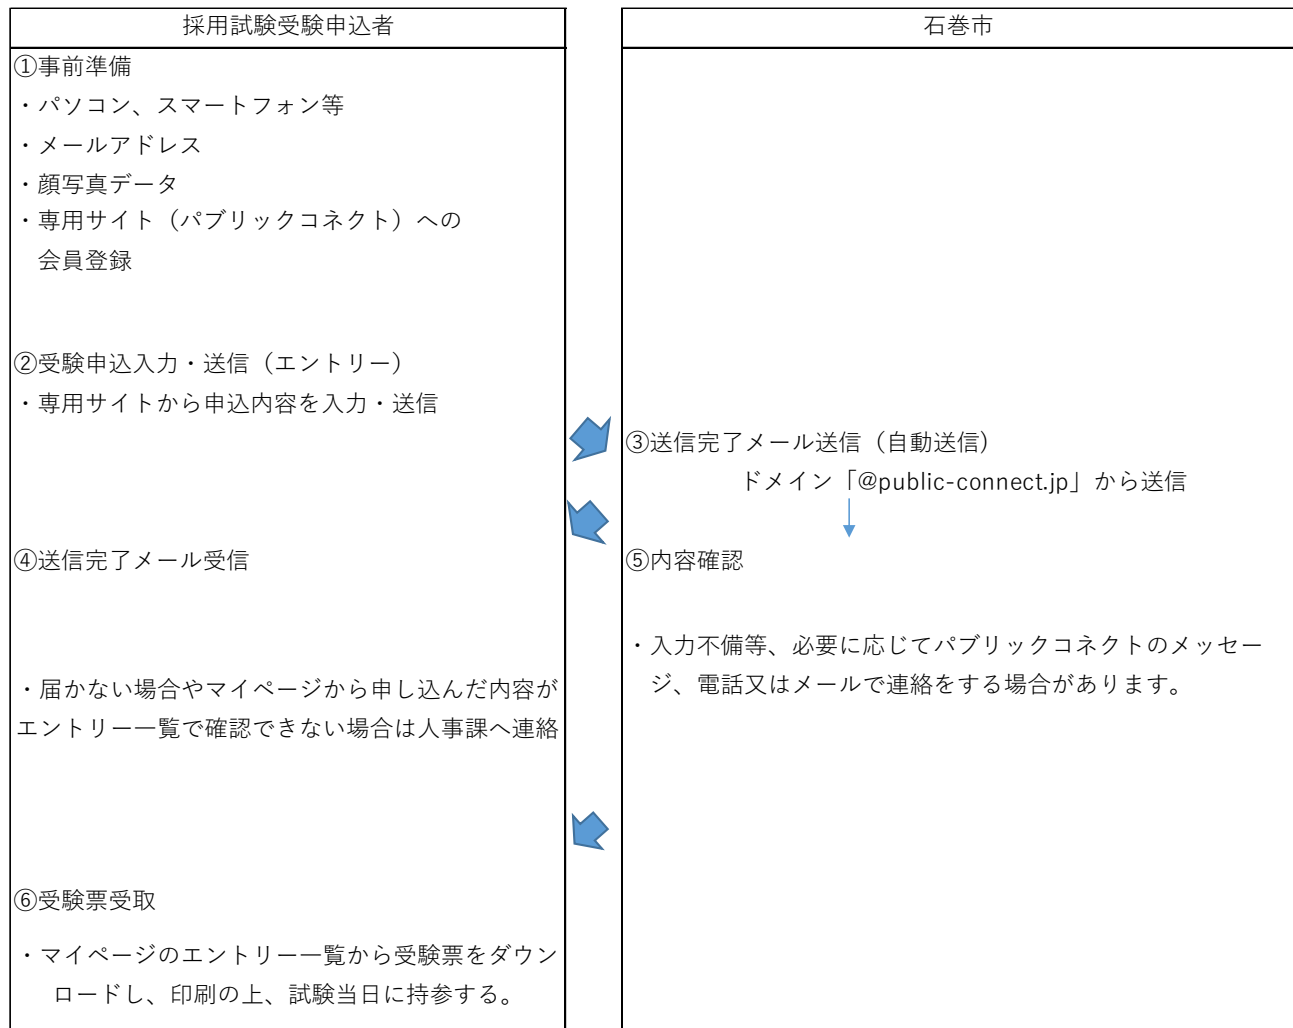 採用試験受験申込者
①事前準備
・パソコン、スマートフォン等
・メールアドレス
・顔写真データ
・専用サイト（パブリックコネクト）への
会員登録
②受験申込入力・送信（エントリー）
・専用サイトから申込内容を入力・送信
④送信完了メール受信
・届かない場合やマイページから申し込んだ内容が
エントリー一覧で確認できない場合は人事課へ連絡
⑥受験票受取
・マイページのエントリー一覧から受験票をダウン
ロードし、印刷の上、試験当日に持参する。
石巻市
③送信完了メール送信（自動送信）
ドメイン「@public-connect.jp」から送信
⑤内容確認
・入力不備等、必要に応じてパブリックコネクトのメッセー
ジ、電話又はメールで連絡をする場合があります。